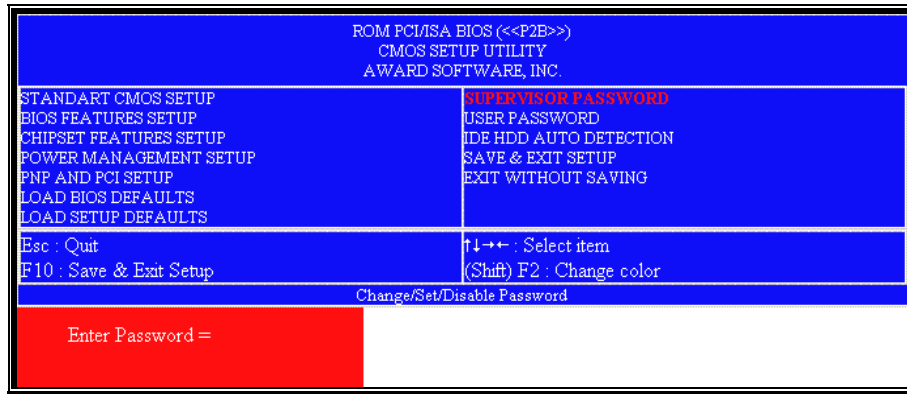 ROM PCI/ISA BIOS (<<P2B>>)
CMOS SETUP UTILITY
AWARD SOFTWARE, INC.
STANDART CMOS SETUP
BIOS FEATURES SETUP
CHIPSET FEATURES SETUP
POWER MANAGEMENT SETUP
PNP AND PCI SETUP
LOAD BIOS DEFAULTS
LOAD SETUP DEFAULTS
SUPERVISOR PASSWORD
USER PASSWORD
IDE HDD AUTO DETECTION
SAVE & EXIT SETUP
EXIT WITHOUT SAVING
Esc : Quit
F10 : Save & Exit Setup
↑↓→← : Select item
(Shift) F2 : Change color
Change/Set/Disable Password
Enter Password =